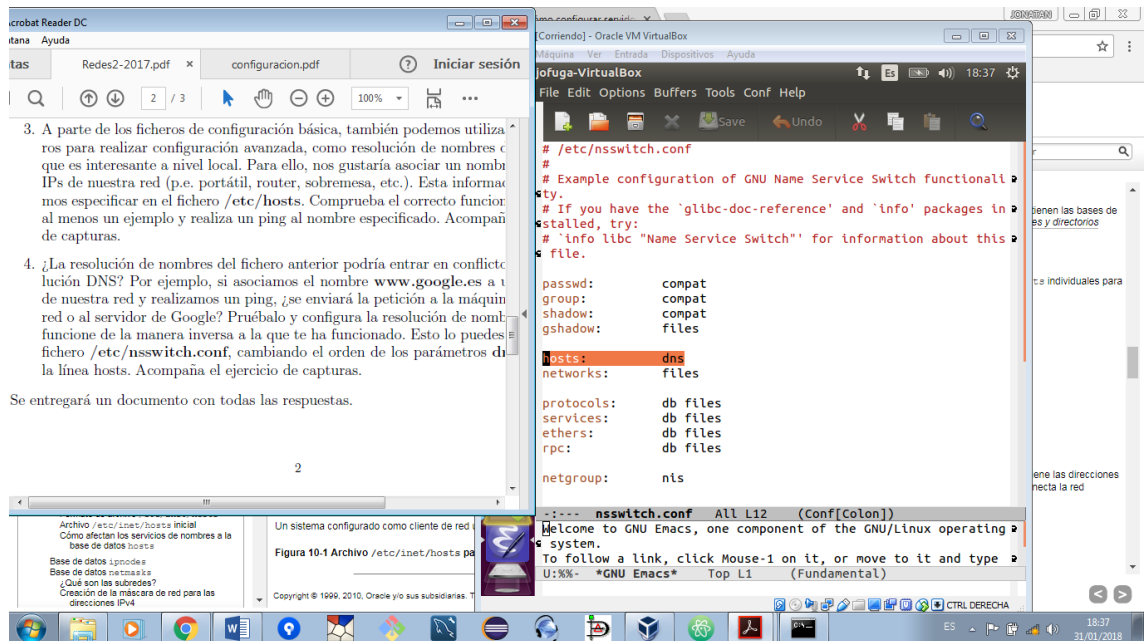 Acrobat Reader DC
Ayuda
Redes2-2017.pdf
configuracion.pdf
Iniciar sesión
2 / 3
100%
3. A parte de los ficheros de configuración básica, también podemos
para realizar configuración avanzada, como resolución de nombres
que es interesante a nivel local. Para ello, nos gustaría asociar un
IPs de nuestra red (p.e. portátil, router, sobremesa, etc.). Esta
mos especificar en el fichero /etc/hosts. Comprueba el correcto
al menos un ejemplo y realiza un ping al nombre especificado.
de capturas.
4. ¿La resolución de nombres del fichero anterior podría entrar en conflicto
lución DNS? Por ejemplo, si asociamos el nombre www.google.es a
de nuestra red y realizamos un ping, ¿se enviará la petición a la
red o al servidor de Google? Pruébalo y configura la resolución de
funcione de la manera inversa a la que te ha funcionado. Esto lo puedes
fichero /etc/nsswitch.conf, cambiando el orden de los parámetros
la línea hosts. Acompaña el ejercicio de capturas.
Se entregará un documento con todas las respuestas.
2
Archivo /etc/inet/hosts inicial
Cómo afectan los servicios de nombres a la
base de datos hosts
Base de datos ipnodes
Base de datos netmasks
¿Qué son las subredes?
Creación de la máscara de red para las
direcciones IPv4
Un sistema configurado como cliente de red
Figura 10-1 Archivo /etc/inet/hosts pa
Copyright © 1999, 2010, Oracle y/o sus subsidiarias. T
JONATAN
[Corriendo] - Oracle VM VirtualBox
Máquina Ver Entrada Dispositivos Ayuda
Jofuga-VirtualBox
Es
18:37
File Edit Options Buffers Tools Conf Help
Save
Undo
# /etc/nsswitch.conf
#
# Example configuration of GNU Name Service Switch functionali
ty.
# If you have the `glibc-doc-reference' and `info' packages in
stalled, try:
# `info libc "Name Service Switch"' for information about this
file.
passwd: compat
group: compat
shadow: compat
gshadow: files
hosts: dns
networks: files
protocols: db files
services: db files
ethers: db files
rpc: db files
netgroup: nis
-:--- nsswitch.conf All L12 (Conf[Colon])
Welcome to GNU Emacs, one component of the GNU/Linux operating
system.
To follow a link, click Mouse-1 on it, or move to it and type
U:%%- *GNU Emacs* Top L1 (Fundamental)
CTRL DERECHA
tienen las bases de
es y directorios
individuales para
ene las direcciones
necta la red
ES
18:37
31/01/2018